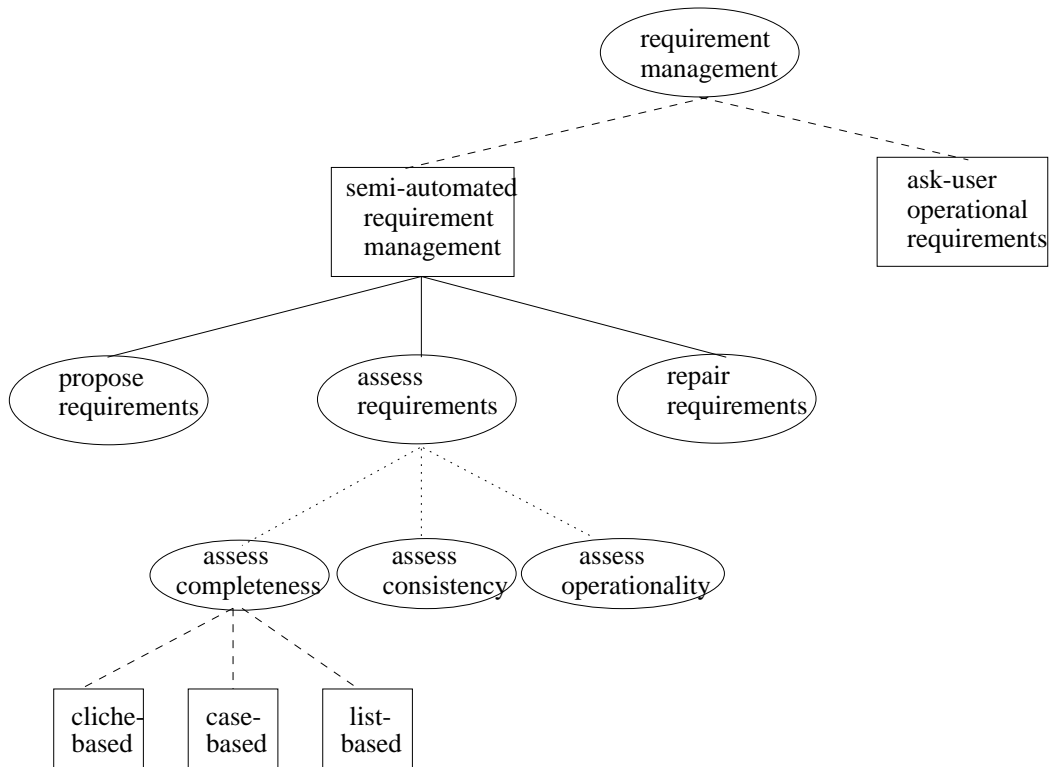 requirement
management
semi-automated
requirement
management
ask-user
operational
requirements
propose
requirements
assess
requirements
repair
requirements
assess
completeness
assess
consistency
assess
operationality
cliche-
based
case-
based
list-
based